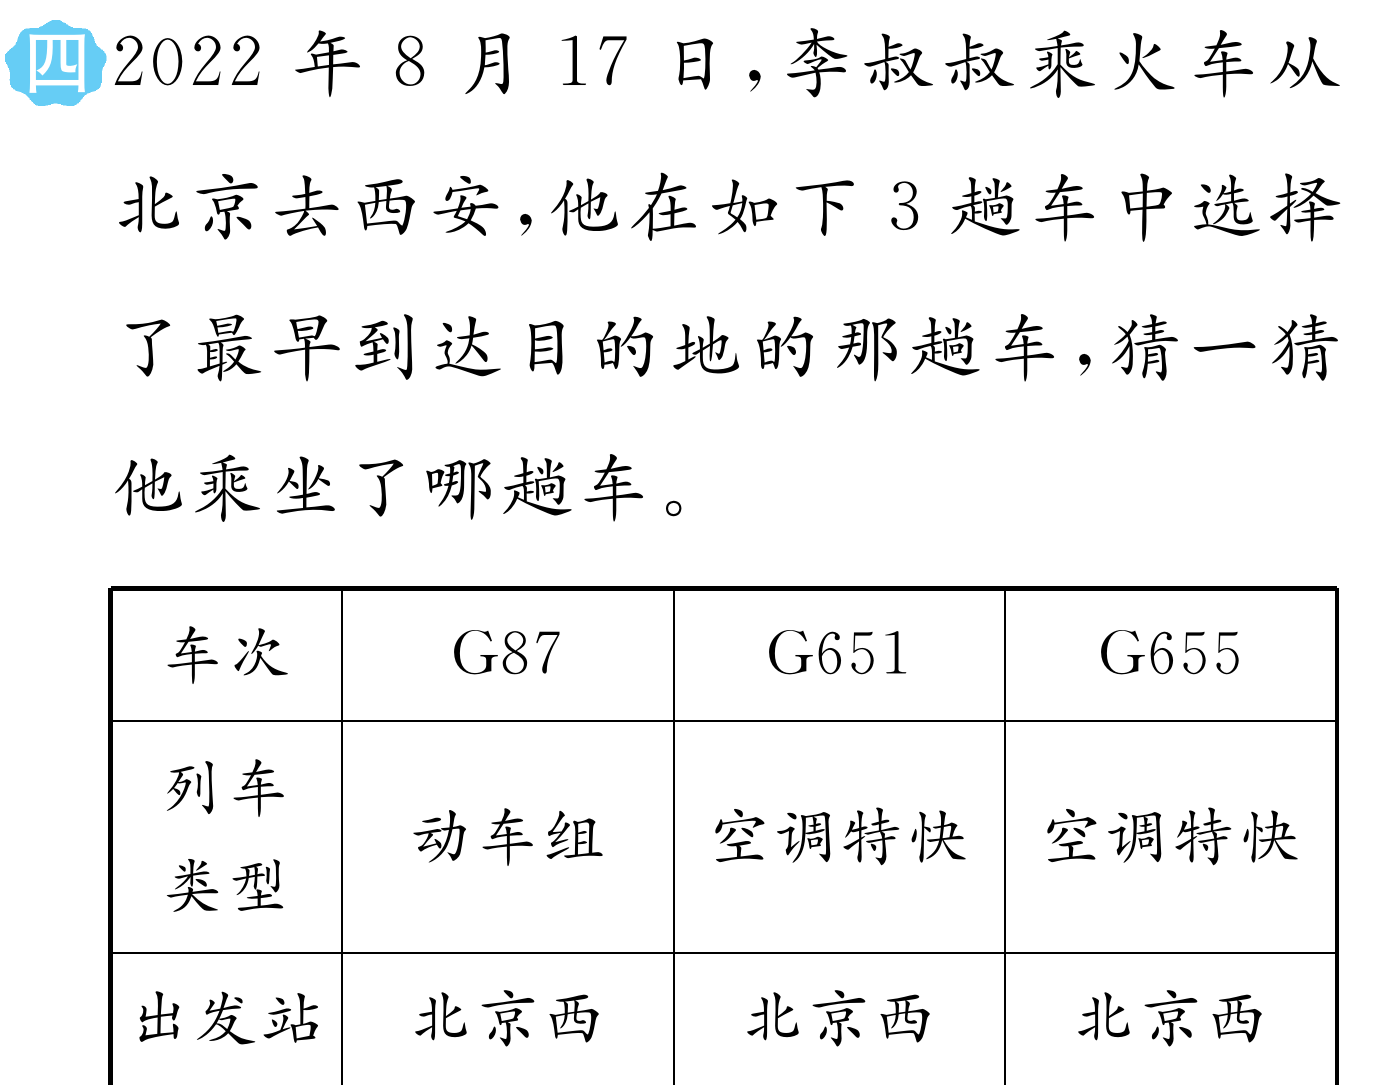 四 2022 年 8 月 17 日,李叔叔乘火车从
北京去西安,他在如下 3 趟车中选择
了最早到达目的地的那趟车,猜一猜
他乘坐了哪趟车。
车次 G87 G651 G655
列车类型 动车组 空调特快 空调特快
出发站 北京西 北京西 北京西